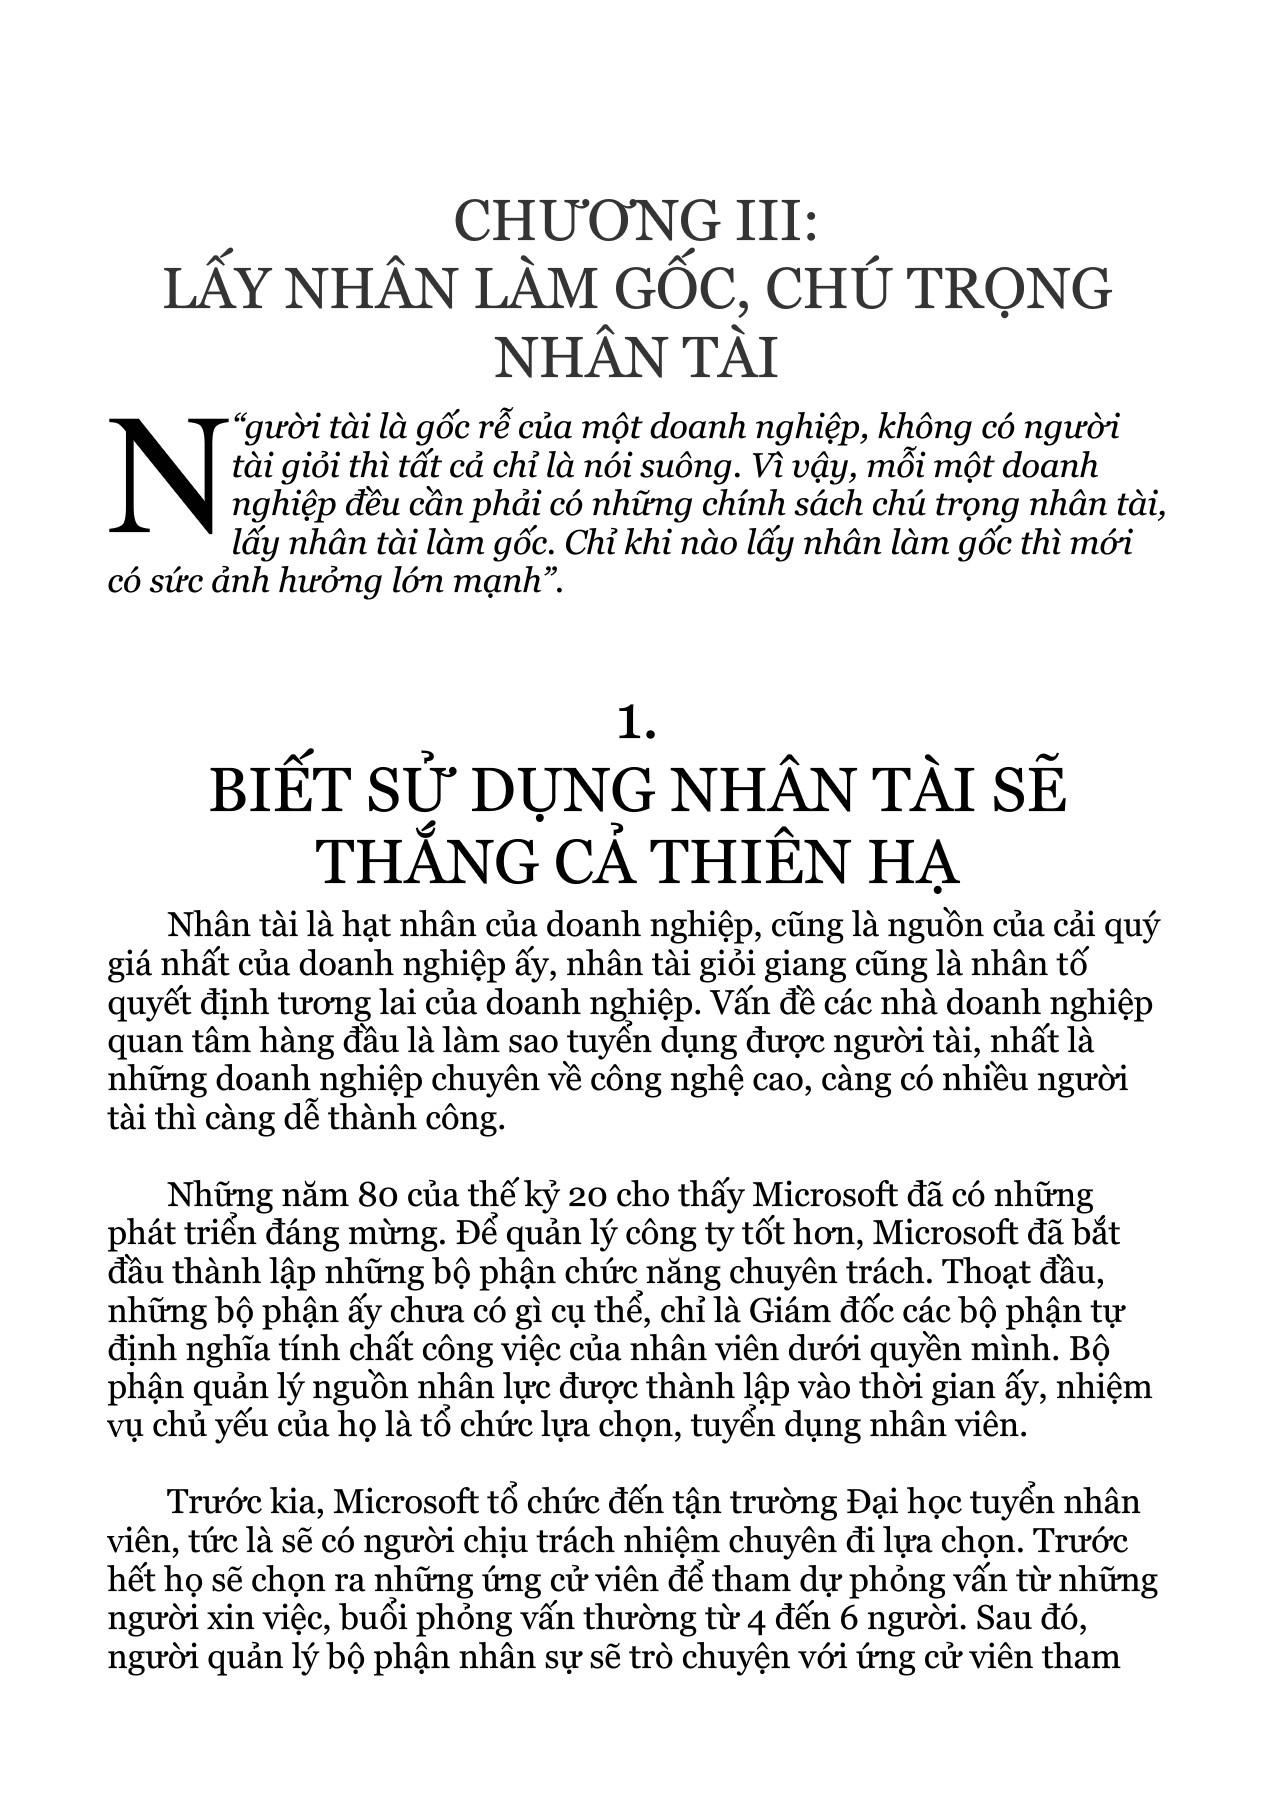 CHƯƠNG III:
LẤY NHÂN LÀM GỐC, CHÚ TRỌNG
NHÂN TÀI
N“gười tài là gốc rễ của một doanh nghiệp, không có người
tài giỏi thì tất cả chỉ là nói suông. Vì vậy, mỗi một doanh
nghiệp đều cần phải có những chính sách chú trọng nhân tài,
lấy nhân tài làm gốc. Chỉ khi nào lấy nhân làm gốc thì mới
có sức ảnh hưởng lớn mạnh”.
1.
BIẾT SỬ DỤNG NHÂN TÀI SẼ
THẮNG CẢ THIÊN HẠ
Nhân tài là hạt nhân của doanh nghiệp, cũng là nguồn của cải quý
giá nhất của doanh nghiệp ấy, nhân tài giỏi giang cũng là nhân tố
quyết định tương lai của doanh nghiệp. Vấn đề các nhà doanh nghiệp
quan tâm hàng đầu là làm sao tuyển dụng được người tài, nhất là
những doanh nghiệp chuyên về công nghệ cao, càng có nhiều người
tài thì càng dễ thành công.
Những năm 80 của thế kỷ 20 cho thấy Microsoft đã có những
phát triển đáng mừng. Để quản lý công ty tốt hơn, Microsoft đã bắt
đầu thành lập những bộ phận chức năng chuyên trách. Thoạt đầu,
những bộ phận ấy chưa có gì cụ thể, chỉ là Giám đốc các bộ phận tự
định nghĩa tính chất công việc của nhân viên dưới quyền mình. Bộ
phận quản lý nguồn nhân lực được thành lập vào thời gian ấy, nhiệm
vụ chủ yếu của họ là tổ chức lựa chọn, tuyển dụng nhân viên.
Trước kia, Microsoft tổ chức đến tận trường Đại học tuyển nhân
viên, tức là sẽ có người chịu trách nhiệm chuyên đi lựa chọn. Trước
hết họ sẽ chọn ra những ứng cử viên để tham dự phỏng vấn từ những
người xin việc, buổi phỏng vấn thường từ 4 đến 6 người. Sau đó,
người quản lý bộ phận nhân sự sẽ trò chuyện với ứng cử viên tham